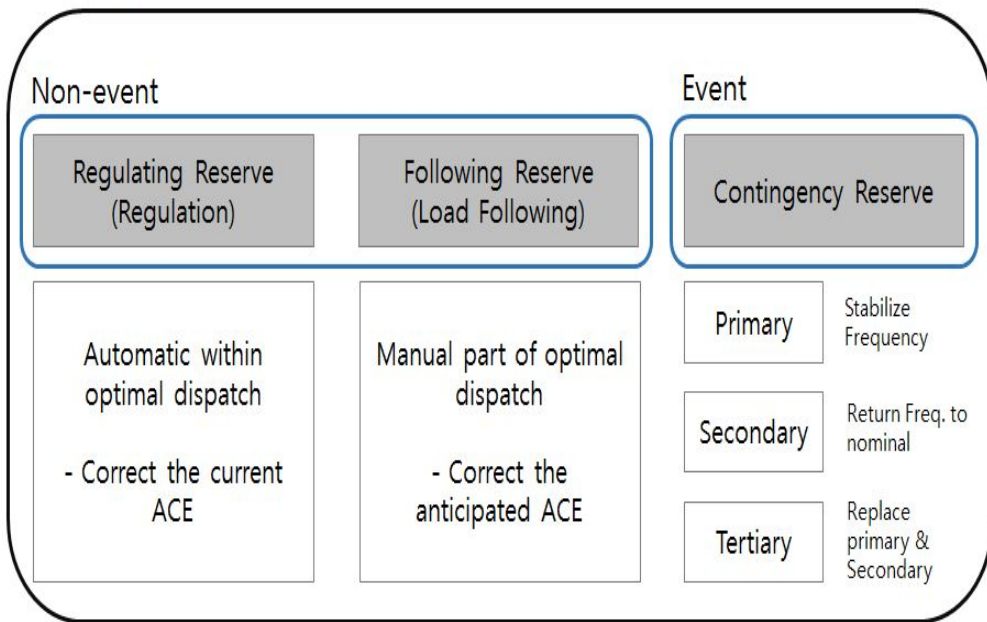 Non-event
Regulating Reserve
(Regulation)
Following Reserve
(Load Following)
Automatic within
optimal dispatch
- Correct the current
ACE
Manual part of optimal
dispatch
- Correct the
anticipated ACE
Event
Contingency Reserve
Primary
Stabilize
Frequency
Secondary
Return Freq. to
nominal
Tertiary
Replace
primary &
Secondary